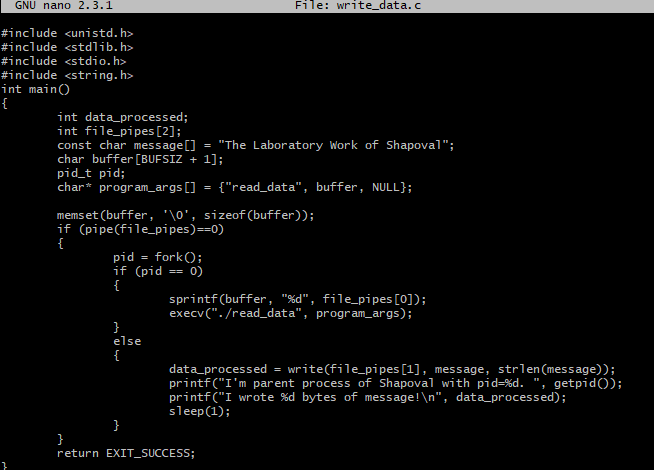 GNU nano 2.3.1 File: write_data.c
#include <unistd.h>
#include <stdlib.h>
#include <stdio.h>
#include <string.h>
int main()
{
        int data_processed;
        int file_pipes[2];
        const char message[] = "The Laboratory Work of Shapoval";
        char buffer[BUFSIZ + 1];
        pid_t pid;
        char* program_args[] = {"read_data", buffer, NULL};

        memset(buffer, '\0', sizeof(buffer));
        if (pipe(file_pipes)==0)
        {
                pid = fork();
                if (pid == 0)
                {
                        sprintf(buffer, "%d", file_pipes[0]);
                        execv("./read_data", program_args);
                }
                else
                {
                        data_processed = write(file_pipes[1], message, strlen(message));
                        printf("I'm parent process of Shapoval with pid=%d. ", getpid());
                        printf("I wrote %d bytes of message!\n", data_processed);
                        sleep(1);
                }
        }
        return EXIT_SUCCESS;
}